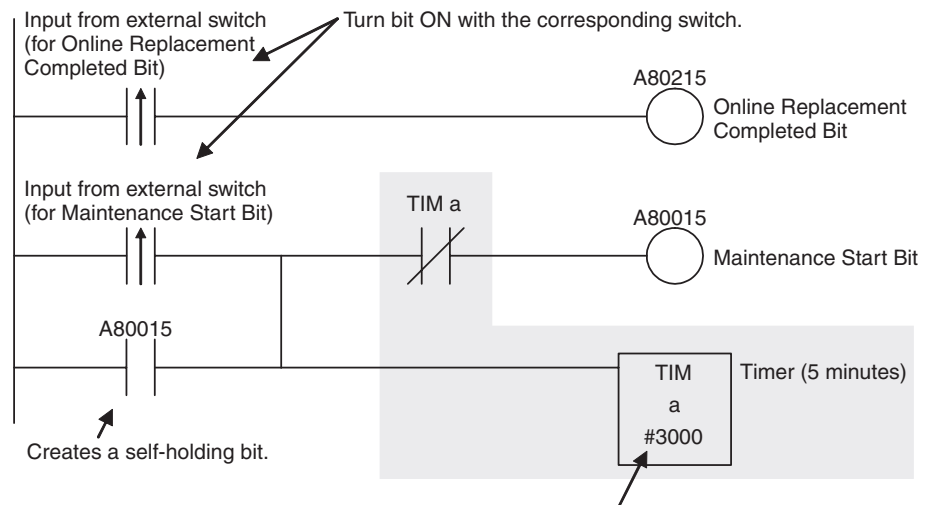 Input from external switch
(for Online Replacement
Completed Bit)
Turn bit ON with the corresponding switch.
A80215
Online Replacement
Completed Bit
Input from external switch
(for Maintenance Start Bit)
TIM a
A80015
Maintenance Start Bit
A80015
TIM
a
#3000
Timer (5 minutes)
Creates a self-holding bit.